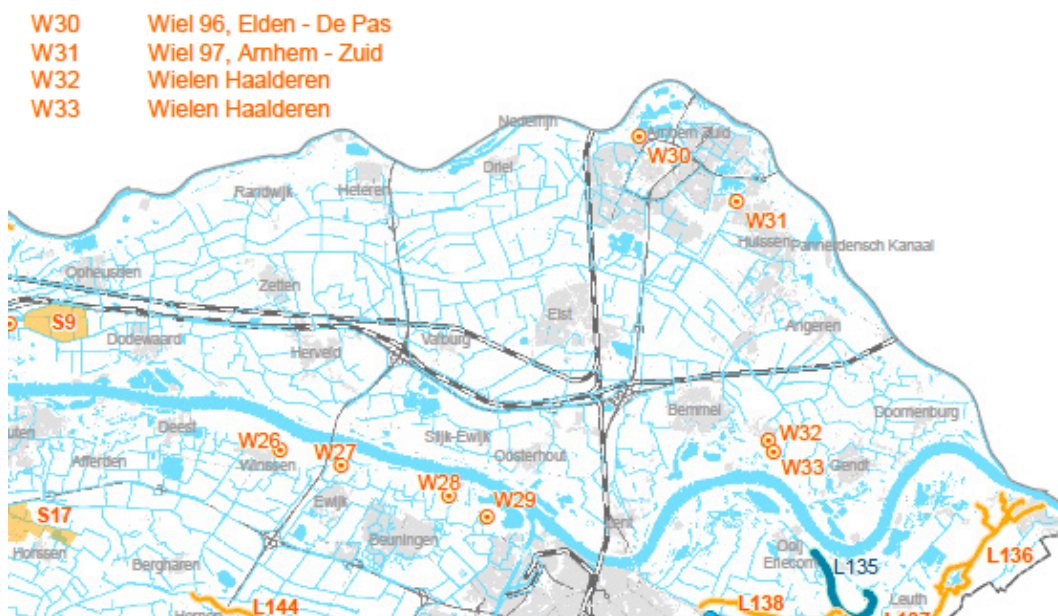 W30 Wiel 96, Elden - De Pas
W31 Wiel 97, Arnhem - Zuid
W32 Wielen Haalderen
W33 Wielen Haalderen
Nederrijn
Arnhem Zuid
W30
Driel
Randwijk
Heteren
W31
Huissen
Pannerdensch Kanaal
Opheusden
Zetten
Elst
S9
Dodewaard
Herveld
Valburg
Angeren
Bemmel
Doornenburg
Deest
Slijk-Ewijk
W32
W26
Afferden
Winssen
W27
Oosterhout
W33
Gendt
W28
Ewijk
W29
S17
Beuningen
Lent
Horssen
Ooij
Erlecom
L136
Bergharen
L135
Leuth
L144
L138